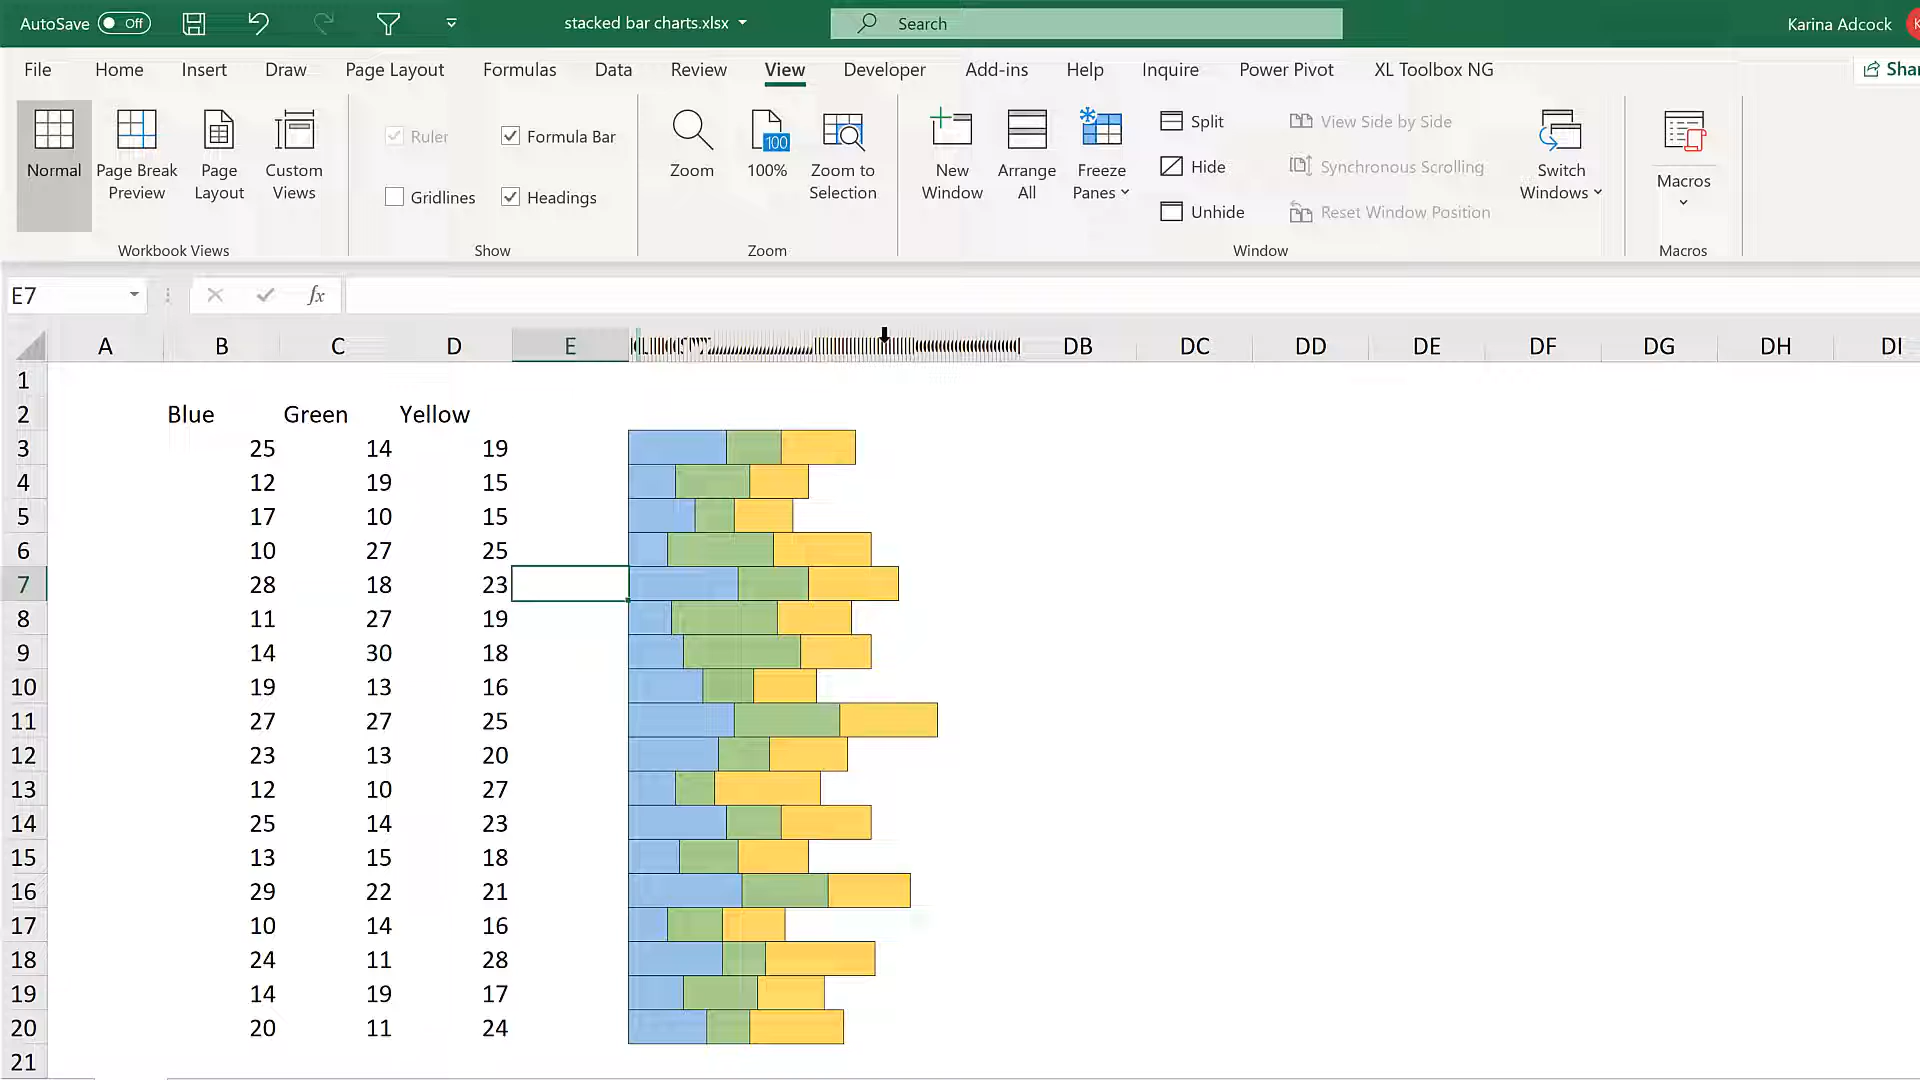 AutoSave Off stacked bar charts.xlsx Search Karina Adcock
File Home Insert Draw Page Layout Formulas Data Review View Developer Add-ins Help Inquire Power Pivot XL Toolbox NG
Normal
Page Break Preview
Page Layout
Custom Views
Workbook Views
Ruler
Formula Bar
Gridlines
Headings
Show
Zoom
100
100%
Zoom to Selection
Zoom
New Window
Arrange All
Freeze Panes
Split
Hide
Unhide
View Side by Side
Synchronous Scrolling
Reset Window Position
Switch Windows
Window
Macros
Macros
E7 fx
A B C D E DB DC DD DE DF DG DH DI
1
2 Blue Green Yellow
3 25 14 19
4 12 19 15
5 17 10 15
6 10 27 25
7 28 18 23
8 11 27 19
9 14 30 18
10 19 13 16
11 27 27 25
12 23 13 20
13 12 10 27
14 25 14 23
15 13 15 18
16 29 22 21
17 10 14 16
18 24 11 28
19 14 19 17
20 20 11 24
21